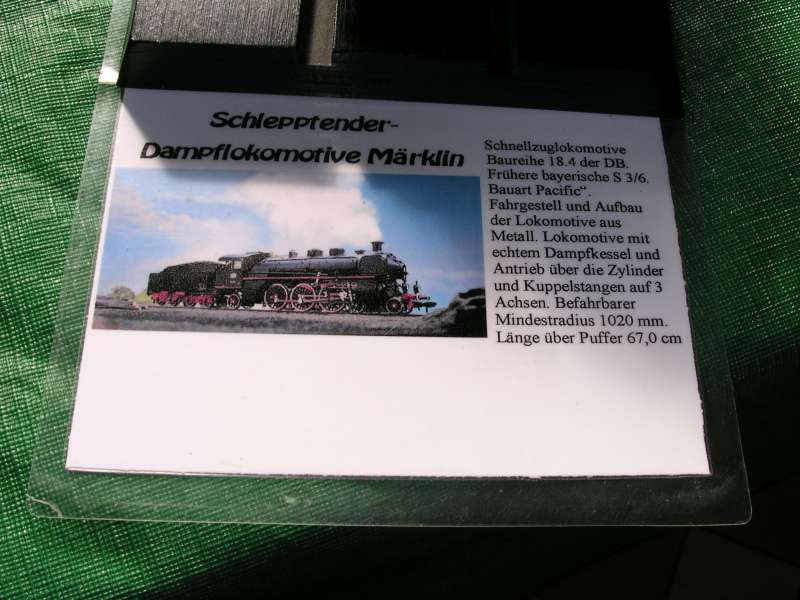 Schlepptender-
Dampflokomotive Märklin
Schnellzuglokomotive
Baureihe 18.4 der DB.
Frühere bayerische S 3/6.
Bauart Pacific“.
Fahrgestell und Aufbau
der Lokomotive aus
Metall. Lokomotive mit
echtem Dampfkessel und
Antrieb über die Zylinder
und Kuppelstangen auf 3
Achsen. Befahrbarer
Mindestradius 1020 mm.
Länge über Puffer 67,0 cm